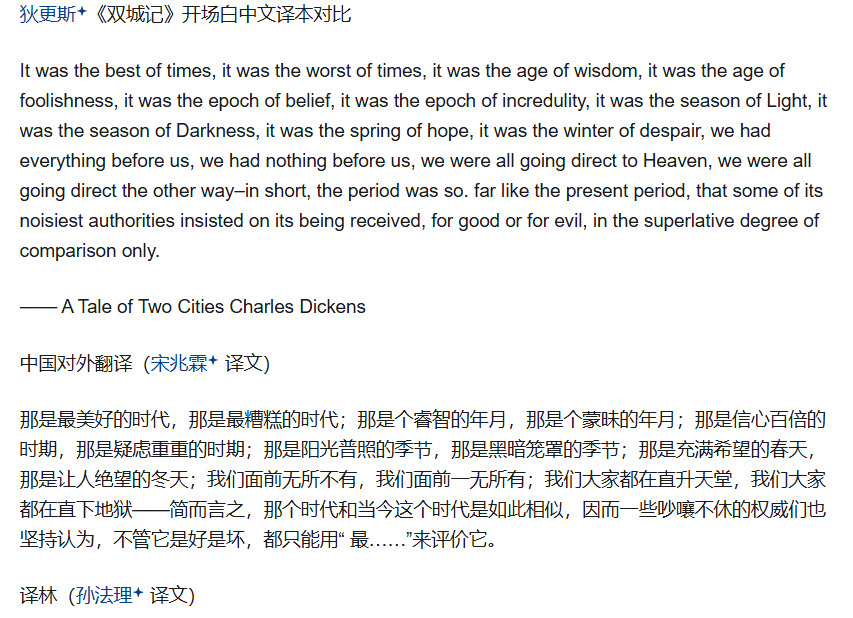 狄更斯《双城记》开场白中文译本对比
It was the best of times, it was the worst of times, it was the age of wisdom, it was the age of
foolishness, it was the epoch of belief, it was the epoch of incredulity, it was the season of Light, it
was the season of Darkness, it was the spring of hope, it was the winter of despair, we had
everything before us, we had nothing before us, we were all going direct to Heaven, we were all
going direct the other way–in short, the period was so. far like the present period, that some of its
noisiest authorities insisted on its being received, for good or for evil, in the superlative degree of
comparison only.
—— A Tale of Two Cities Charles Dickens
中国对外翻译（宋兆霖 译文）
那是最美好的时代，那是最糟糕的时代；那是个睿智的年月，那是个蒙昧的年月；那是信心百倍的
时期，那是疑虑重重的时期；那是阳光普照的季节，那是黑暗笼罩的季节；那是充满希望的春天，
那是让人绝望的冬天；我们面前无所不有，我们面前一无所有；我们大家都在直升天堂，我们大家
都在直下地狱——简而言之，那个时代和当今这个时代是如此相似，因而一些吵嚷不休的权威们也
坚持认为，不管它是好是坏，都只能用“ 最……”来评价它。
译林（孙法理 译文）